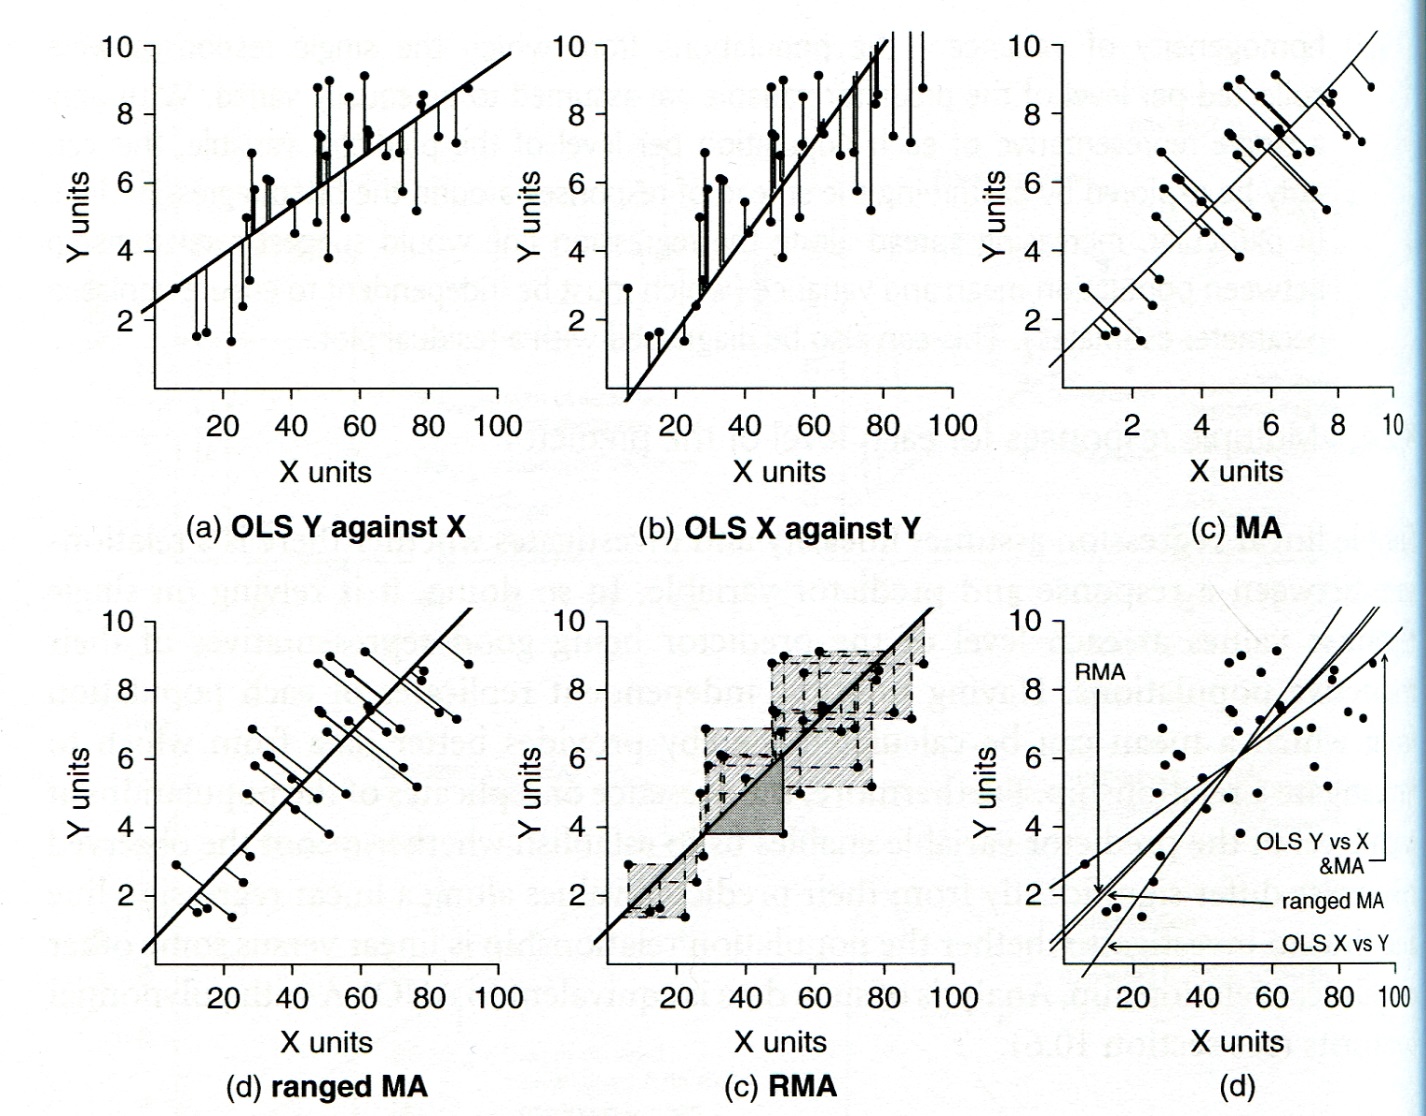 10
8
6
4
2
Y units
20 40 60 80 100
X units
(a) OLS Y against X
10
8
6
4
2
Y units
20 40 60 80 100
X units
(b) OLS X against Y
10
8
6
4
2
Y units
2 4 6 8 10
X units
(c) MA
10
8
6
4
2
Y units
20 40 60 80 100
X units
(d) ranged MA
10
8
6
4
2
Y units
20 40 60 80 100
X units
(c) RMA
10
8
6
4
2
Y units
RMA
OLS Y vs X
&MA
ranged MA
OLS X vs Y
20 40 60 80 100
X units
(d)